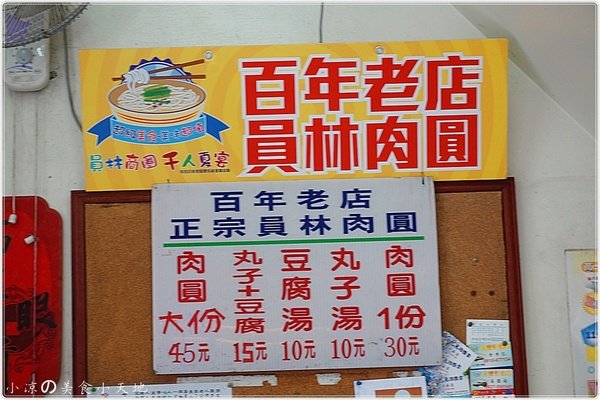 百年老店
員林肉圓
員林商圈 千人夏宴
百年老店
正宗員林肉圓
肉圓 1份 30元
丸子湯 10元
豆腐湯 10元
丸子+豆腐 15元
肉圓 大份 45元
小涼の美食小天地